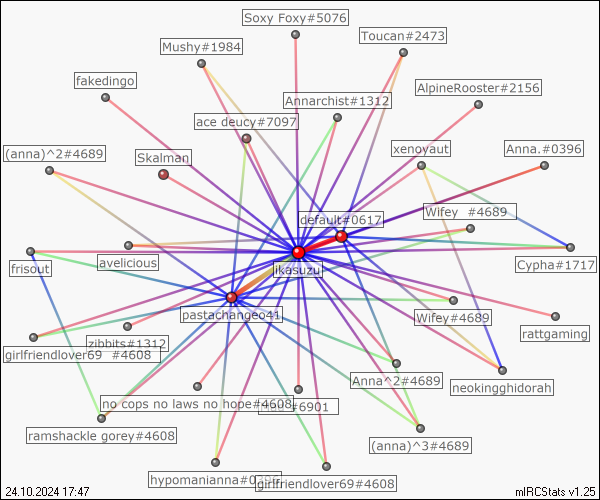 Soxy Foxy#5076
Toucan#2473
Mushy#1984
fakedingo
AlpineRooster#2156
Annarchist#1312
ace deucy#7097
xenoyaut
(anna)^2#4689
Skalman
Anna.#0396
default#0617
Wifey #4689
Cypha#1717
frisout
avelicious
jikasuzu
pastachangeo41
Wifey#4689
rattgaming
zibbits#1312
girlfriendlover69 #4608
Anna^2#4689
neokingghidorah
no cops no laws no hope#4608
#6901
ramshackle gorey#4608
(anna)^3#4689
hypomanianna#0
girlfriendlover69#4608
24.10.2024 17:47
mIRCStats v1.25